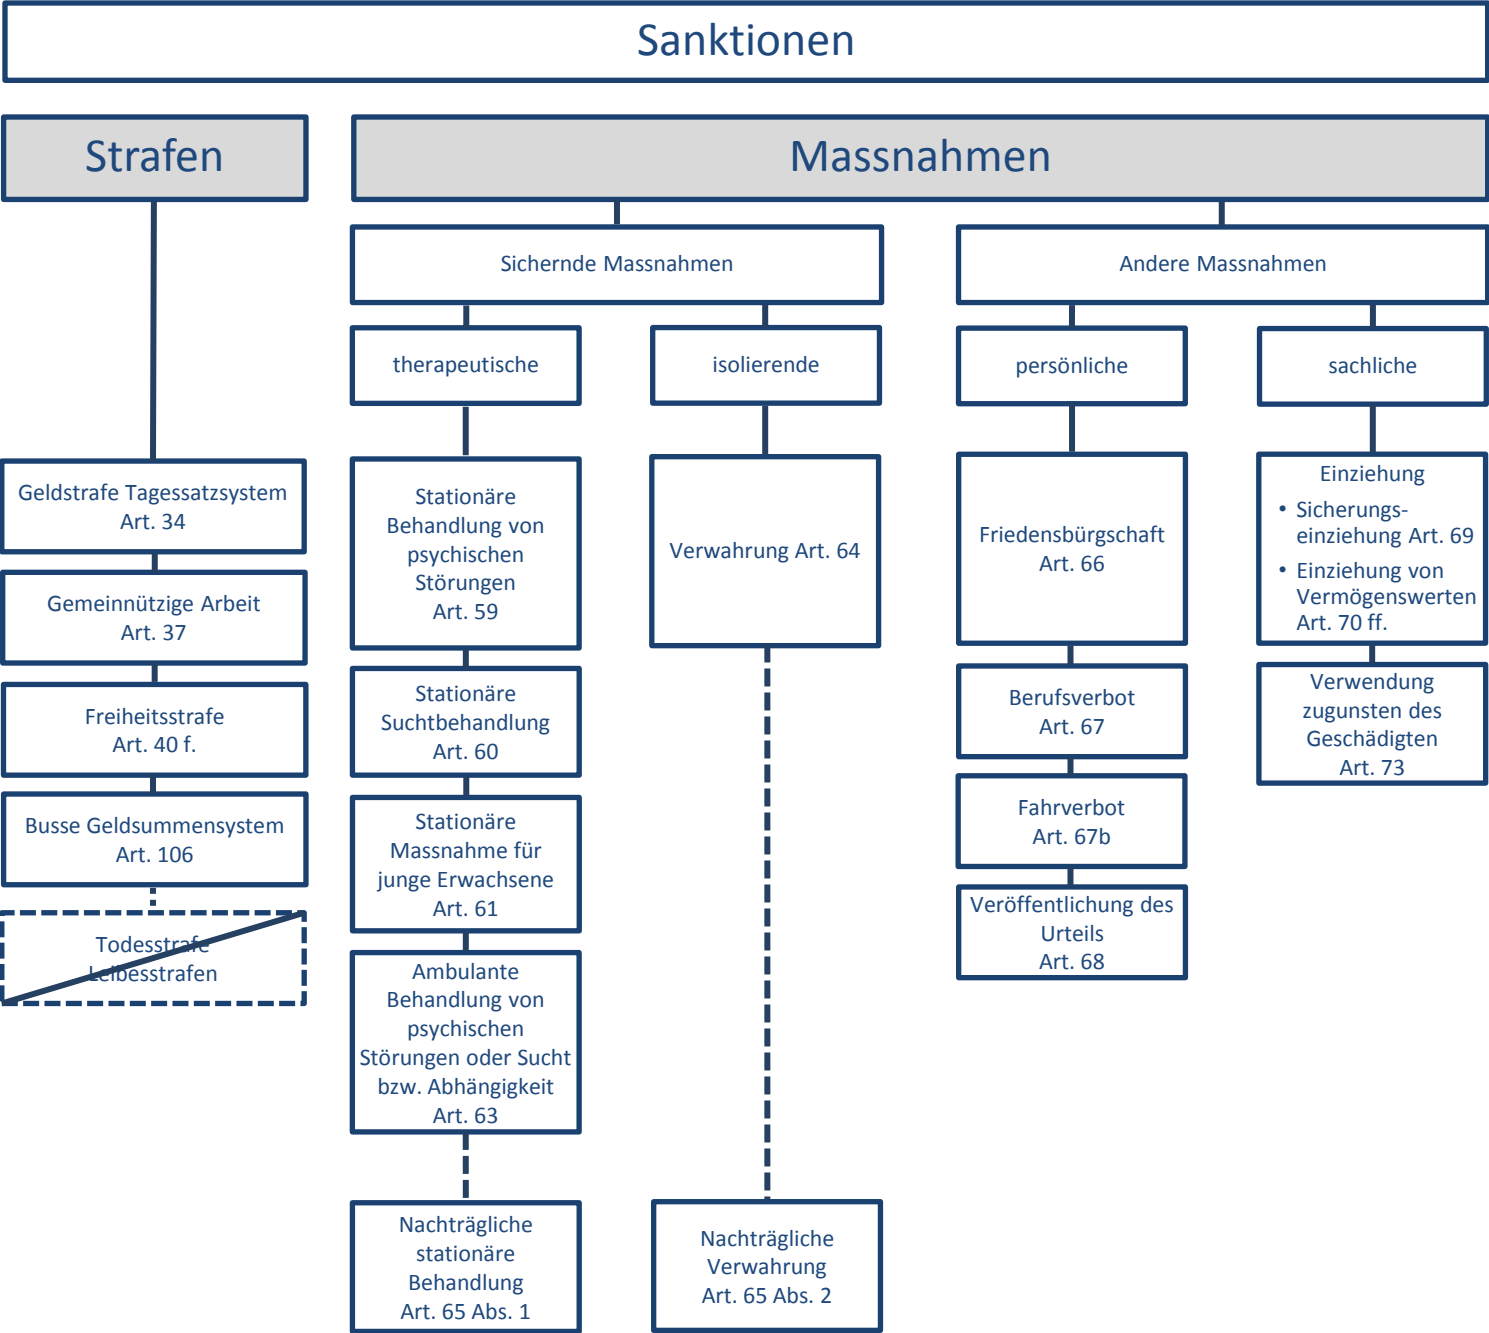 Sanktionen
Strafen
Massnahmen
Sichernde Massnahmen
Andere Massnahmen
therapeutische
isolierende
persönliche
sachliche
Geldstrafe Tagessatzsystem
Art. 34
Gemeinnützige Arbeit
Art. 37
Freiheitsstrafe
Art. 40 f.
Busse Geldsummensystem
Art. 106
Todesstrafe
Leibesstrafen
Stationäre
Behandlung von
psychischen
Störungen
Art. 59
Stationäre
Suchtbehandlung
Art. 60
Stationäre
Massnahme für
junge Erwachsene
Art. 61
Ambulante
Behandlung von
psychischen
Störungen oder Sucht
bzw. Abhängigkeit
Art. 63
Nachträgliche
stationäre
Behandlung
Art. 65 Abs. 1
Verwahrung Art. 64
Nachträgliche
Verwahrung
Art. 65 Abs. 2
Friedensbürgschaft
Art. 66
Berufsverbot
Art. 67
Fahrverbot
Art. 67b
Veröffentlichung des
Urteils
Art. 68
Einziehung
• Sicherungs-
einziehung Art. 69
• Einziehung von
Vermögenswerten
Art. 70 ff.
Verwendung
zugunsten des
Geschädigten
Art. 73